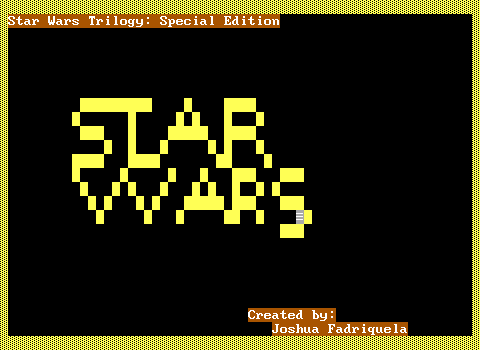 Star Wars Trilogy: Special Edition
STAR
WARS
Created by:
Joshua Fadriquela